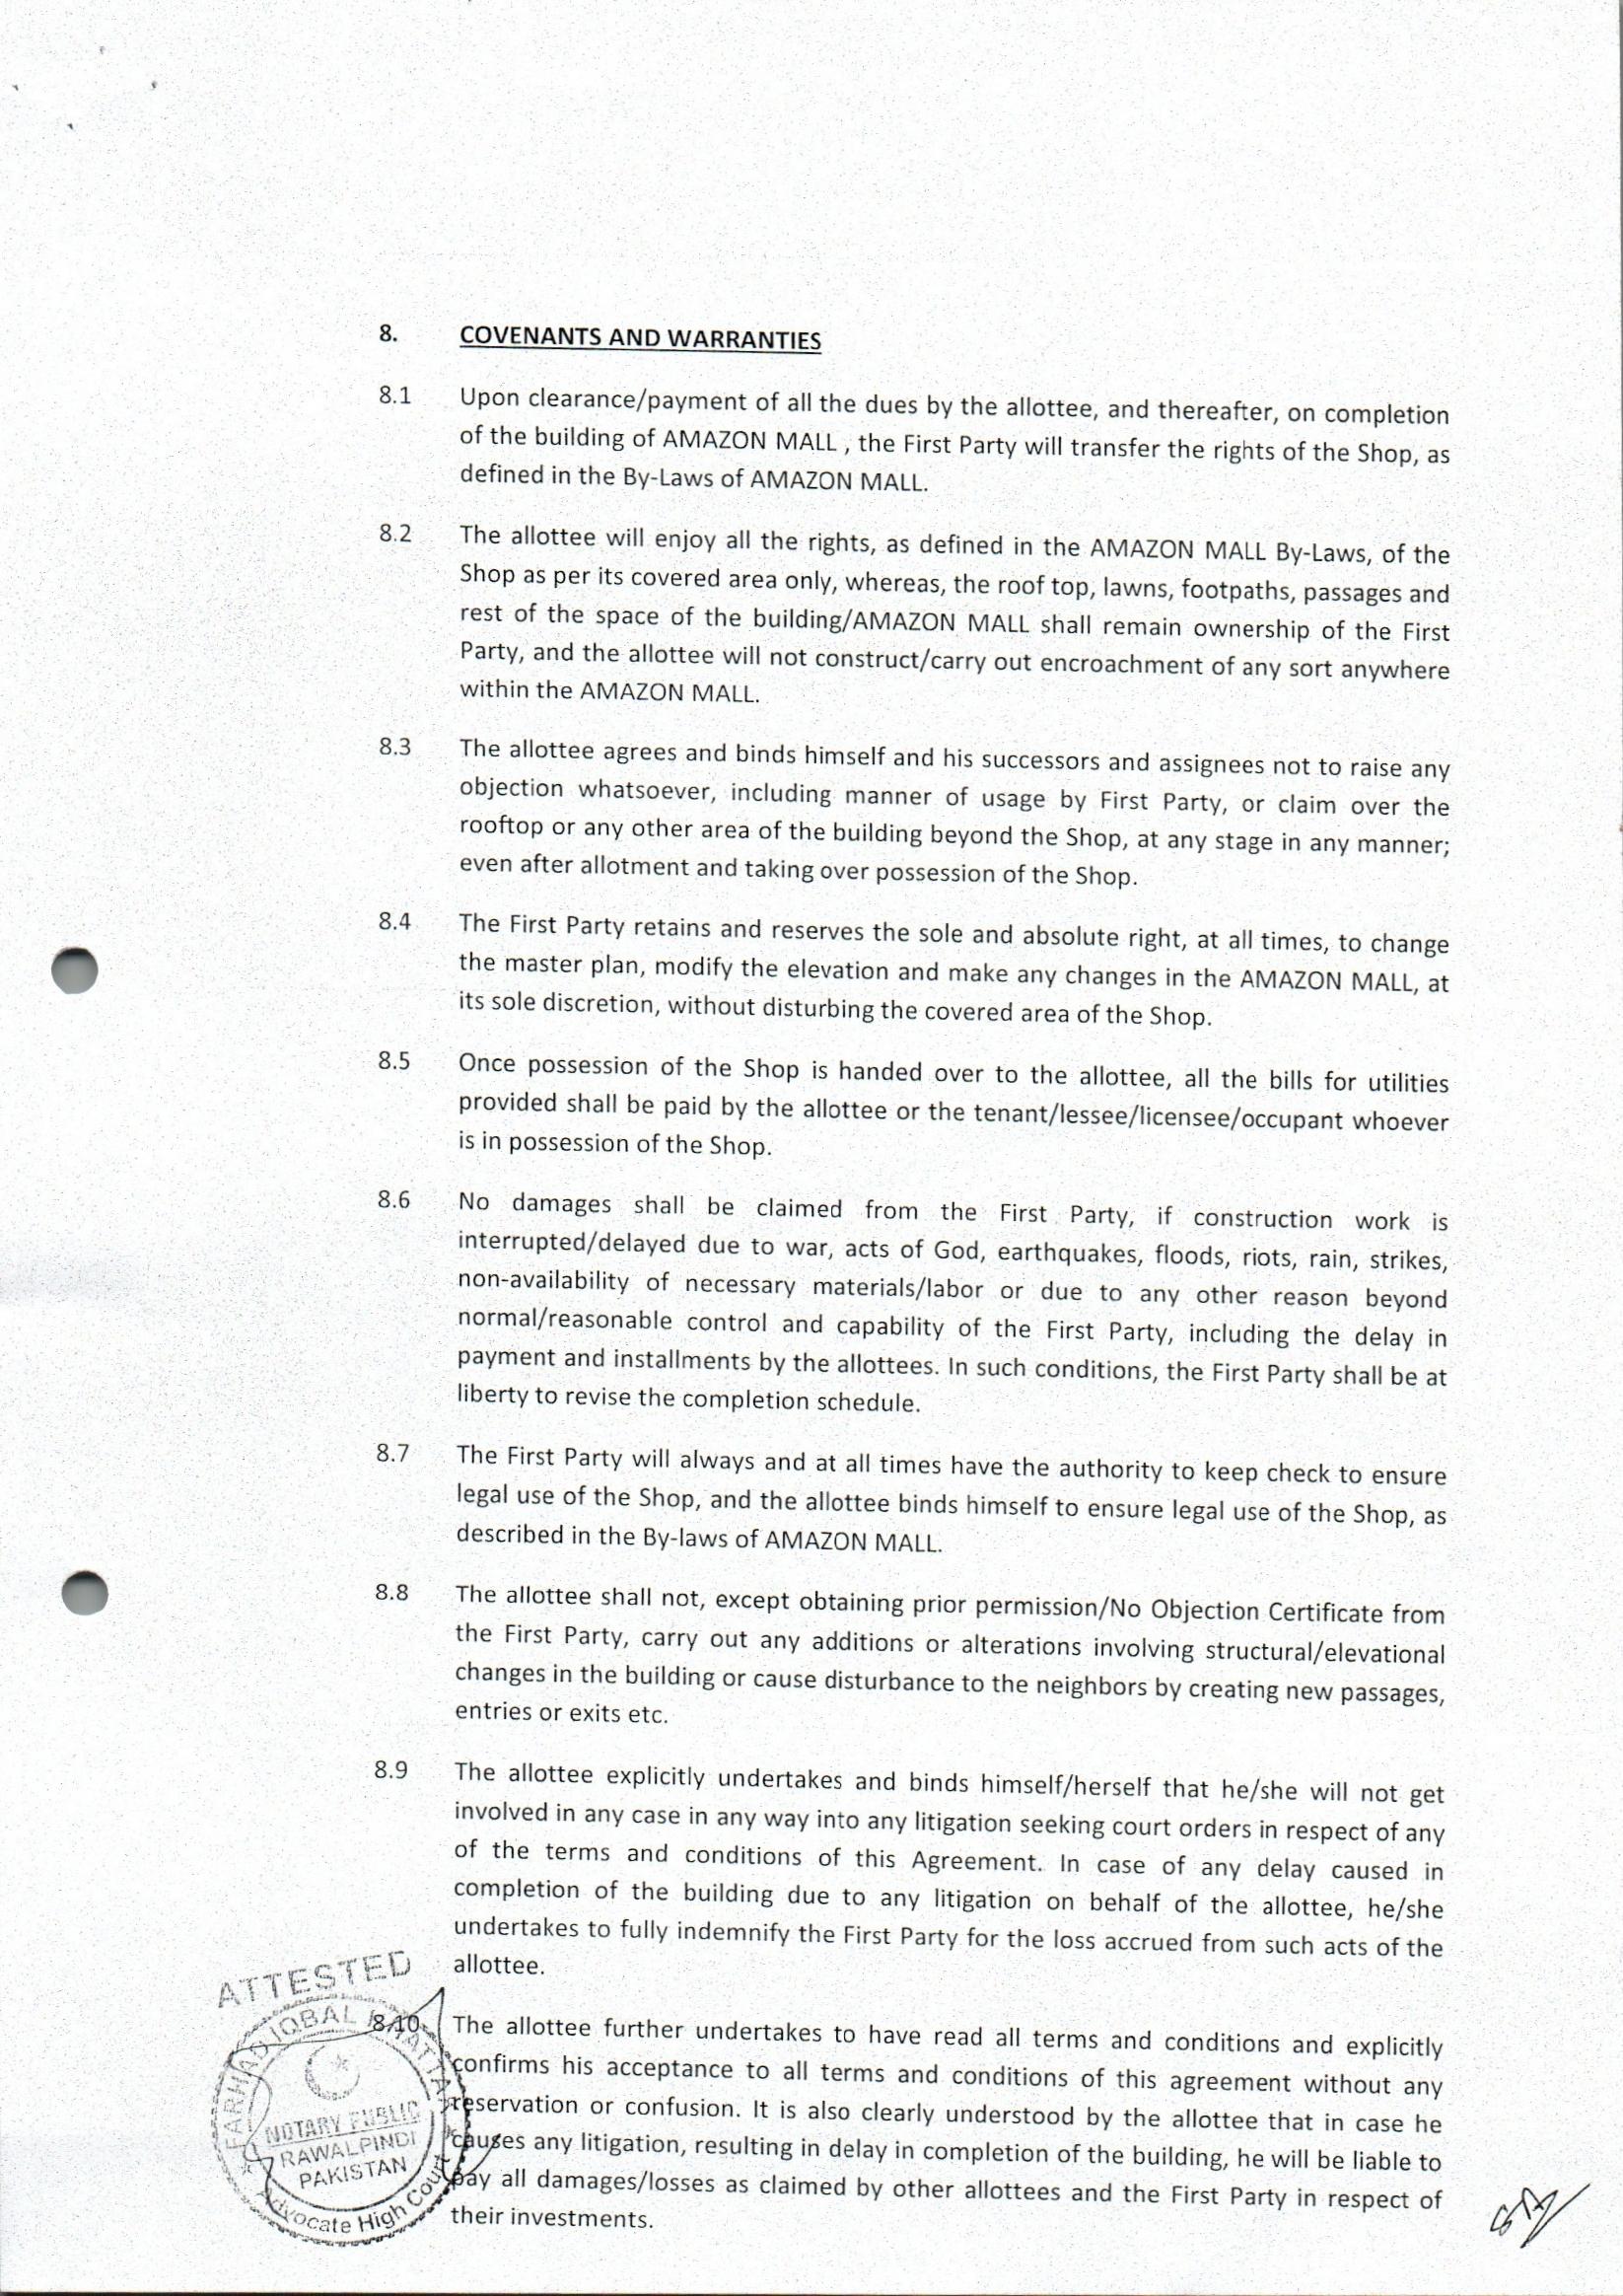 8. COVENANTS AND WARRANTIES
8.1 Upon clearance/payment of all the dues by the allottee, and thereafter, on completion
of the building of AMAZON MALL , the First Party will transfer the rights of the Shop, as
defined in the By-Laws of AMAZON MALL.
8.2 The allottee will enjoy all the rights, as defined in the AMAZON MALL By-Laws, of the
Shop as per its covered area only, whereas, the roof top, lawns, footpaths, passages and
rest of the space of the building/AMAZON MALL shall remain ownership of the First
Party, and the allottee will not construct/carry out encroachment of any sort anywhere
within the AMAZON MALL.
8.3 The allottee agrees and binds himself and his successors and assignees not to raise any
objection whatsoever, including manner of usage by First Party, or claim over the
rooftop or any other area of the building beyond the Shop, at any stage in any manner;
even after allotment and taking over possession of the Shop.
8.4 The First Party retains and reserves the sole and absolute right, at all times, to change
the master plan, modify the elevation and make any changes in the AMAZON MALL, at
its sole discretion, without disturbing the covered area of the Shop.
8.5 Once possession of the Shop is handed over to the allottee, all the bills for utilities
provided shall be paid by the allottee or the tenant/lessee/licensee/occupant whoever
is in possession of the Shop.
8.6 No damages shall be claimed from the First Party, if construction work is
interrupted/delayed due to war, acts of God, earthquakes, floods, riots, rain, strikes,
non-availability of necessary materials/labor or due to any other reason beyond
normal/reasonable control and capability of the First Party, including the delay in
payment and installments by the allottees. In such conditions, the First Party shall be at
liberty to revise the completion schedule.
8.7 The First Party will always and at all times have the authority to keep check to ensure
legal use of the Shop, and the allottee binds himself to ensure legal use of the Shop, as
described in the By-laws of AMAZON MALL.
8.8 The allottee shall not, except obtaining prior permission/No Objection Certificate from
the First Party, carry out any additions or alterations involving structural/elevational
changes in the building or cause disturbance to the neighbors by creating new passages,
entries or exits etc.
8.9 The allottee explicitly undertakes and binds himself/herself that he/she will not get
involved in any case in any way into any litigation seeking court orders in respect of any
of the terms and conditions of this Agreement. In case of any delay caused in
completion of the building due to any litigation on behalf of the allottee, he/she
undertakes to fully indemnify the First Party for the loss accrued from such acts of the
allottee.
8.10 The allottee further undertakes to have read all terms and conditions and explicitly
confirms his acceptance to all terms and conditions of this agreement without any
reservation or confusion. It is also clearly understood by the allottee that in case he
causes any litigation, resulting in delay in completion of the building, he will be liable to
pay all damages/losses as claimed by other allottees and the First Party in respect of
their investments.
ATTESTED
IQBAL
NOTARY PUBLIC
RAWALPINDI
PAKISTAN
Advocate High Court